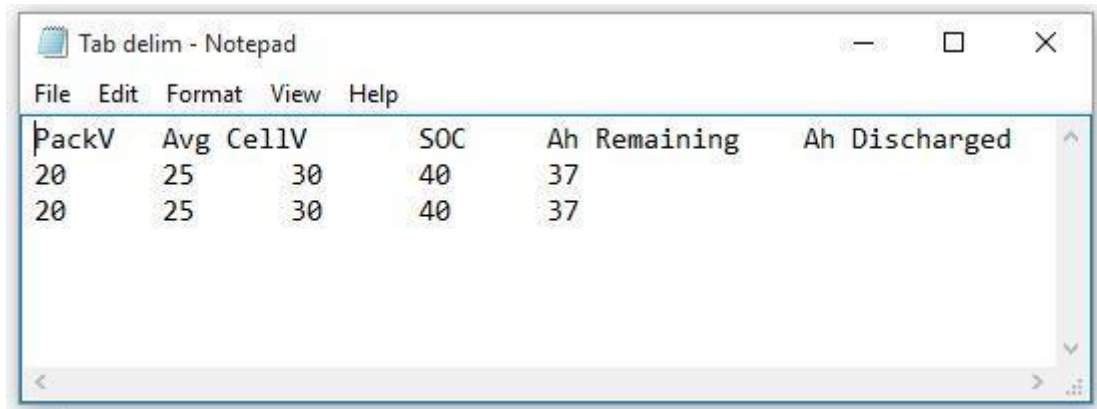 Tab delim - Notepad
File Edit Format View Help
PackV	Avg CellV	SOC	Ah Remaining	Ah Discharged
20	25	30	40	37
20	25	30	40	37